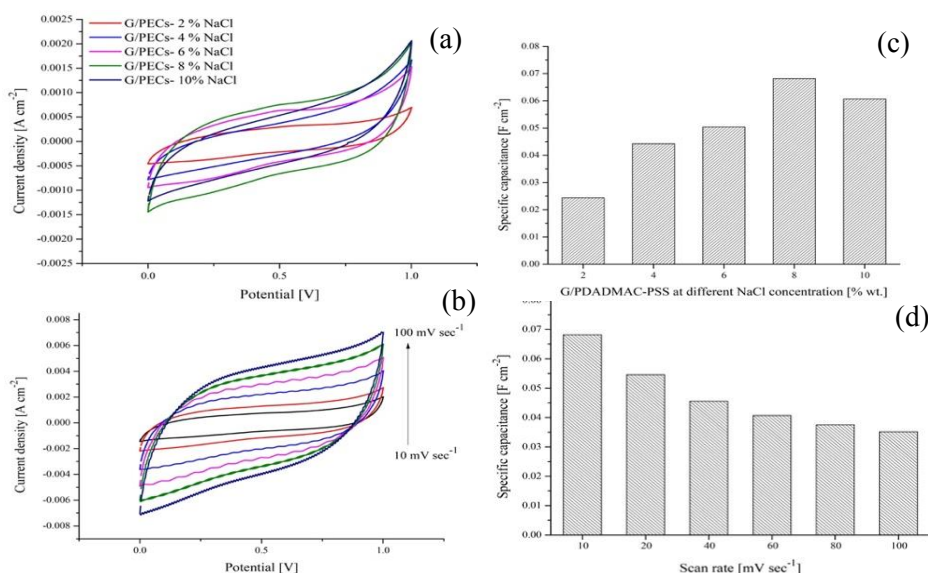 (a)
G/PECs- 2 % NaCl
G/PECs- 4 % NaCl
G/PECs- 6 % NaCl
G/PECs- 8 % NaCl
G/PECs- 10% NaCl
Current density [A cm-2]
0.0025
0.0020
0.0015
0.0010
0.0005
0.0000
-0.0005
-0.0010
-0.0015
-0.0020
-0.0025
0.0
0.5
1.0
Potential [V]
(b)
100 mV sec-1
10 mV sec-1
Current density [A cm-2]
0.008
0.006
0.004
0.002
0.000
-0.002
-0.004
-0.006
-0.008
0.0
0.5
1.0
Potential [V]
(c)
Specific capacitance [F cm-2]
0.08
0.07
0.06
0.05
0.04
0.03
0.02
0.01
0.00
2
4
6
8
10
G/PDADMAC-PSS at different NaCl concentration [% wt.]
(d)
Specific capacitance [F cm-2]
0.08
0.07
0.06
0.05
0.04
0.03
0.02
0.01
0.00
10
20
40
60
80
100
Scan rate [mV sec-1]